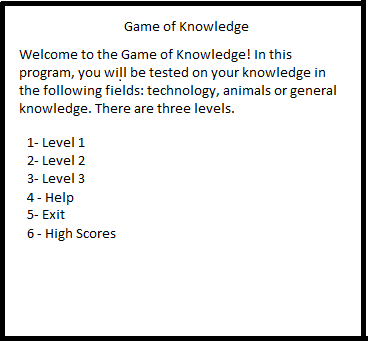 Game of Knowledge
Welcome to the Game of Knowledge! In this
program, you will be tested on your knowledge in
the following fields: technology, animals or general
knowledge. There are three levels.
1- Level 1
2- Level 2
3- Level 3
4 - Help
5- Exit
6 - High Scores